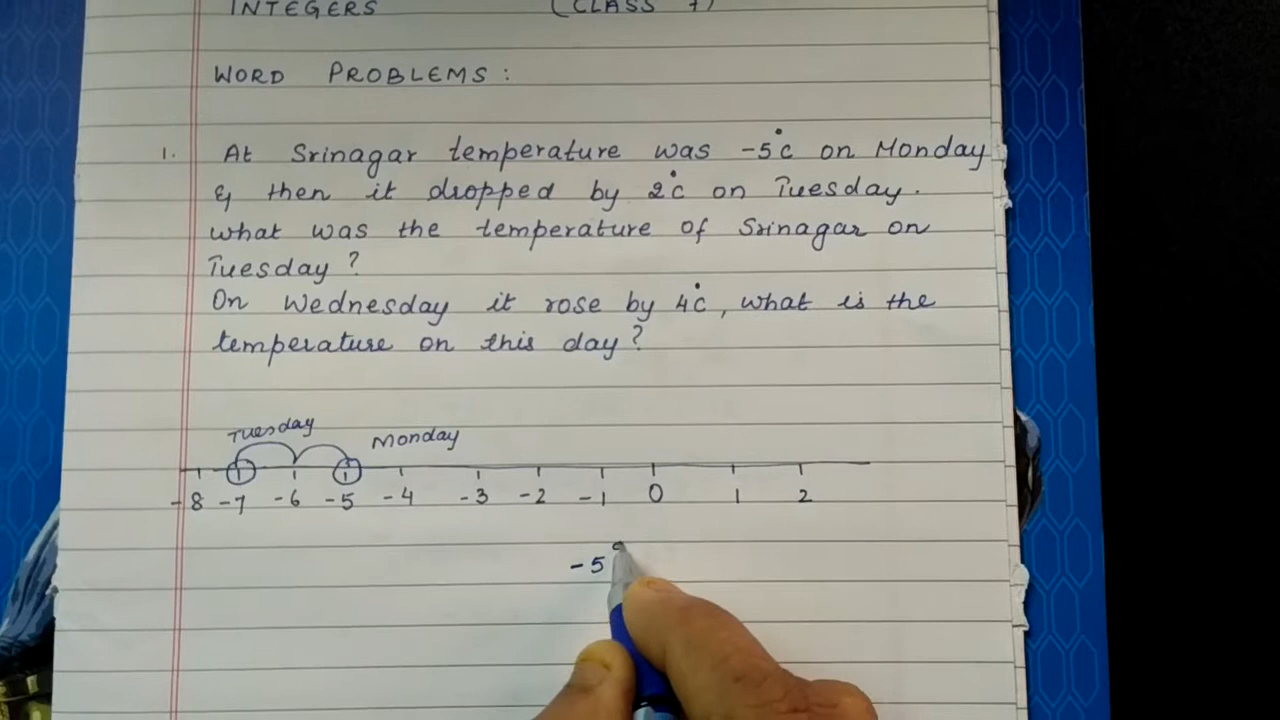 INTEGERS (CLASS 7)
WORD PROBLEMS :
1. At Srinagar temperature was -5°c on Monday
& then it dropped by 2°c on Tuesday.
What was the temperature of Srinagar on
Tuesday ?
On Wednesday it rose by 4°c, what is the
temperature on this day ?
Tuesday Monday
-8 -7 -6 -5 -4 -3 -2 -1 0 1 2
-5°